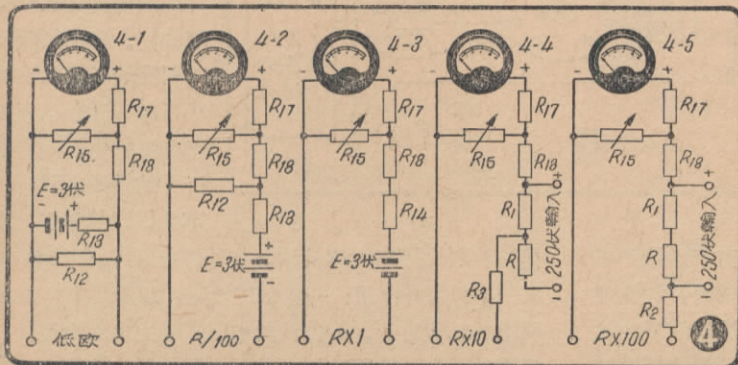 4-1
- +
R17
R15
R18
E=3伏
- +
R13
R12
低欧
4-2
- +
R17
R15
R18
R12
R13
E=3伏
+
-
R/100
4-3
- +
R17
R15
R18
R14
E=3伏
RX1
4-4
- +
R17
R15
R18
R1
R
R3
+
250伏輸入
-
RX10
4-5
- +
R17
R15
R18
R1
R
R2
+
250伏輸入
-
RX100
4